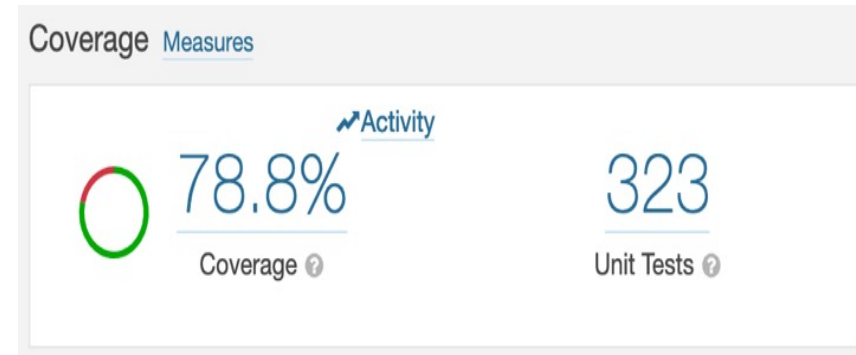 Coverage Measures
Activity
78.8% 323
Coverage ?
Unit Tests ?